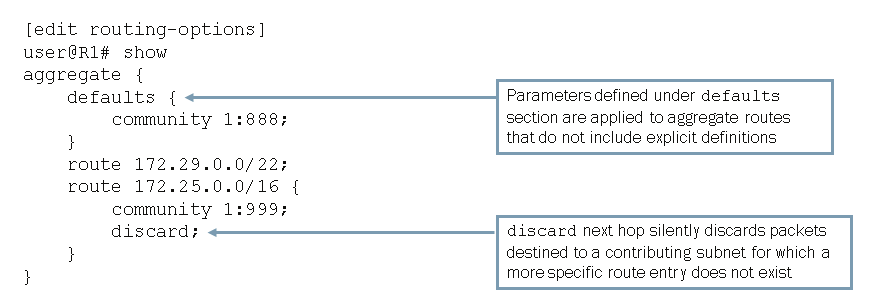 [edit routing-options]
user@R1# show
aggregate {
defaults {
community 1:888;
}
route 172.29.0.0/22;
route 172.25.0.0/16 {
community 1:999;
discard;
}
}
Parameters defined under defaults
section are applied to aggregate routes
that do not include explicit definitions
discard next hop silently discards packets
destined to a contributing subnet for which a
more specific route entry does not exist